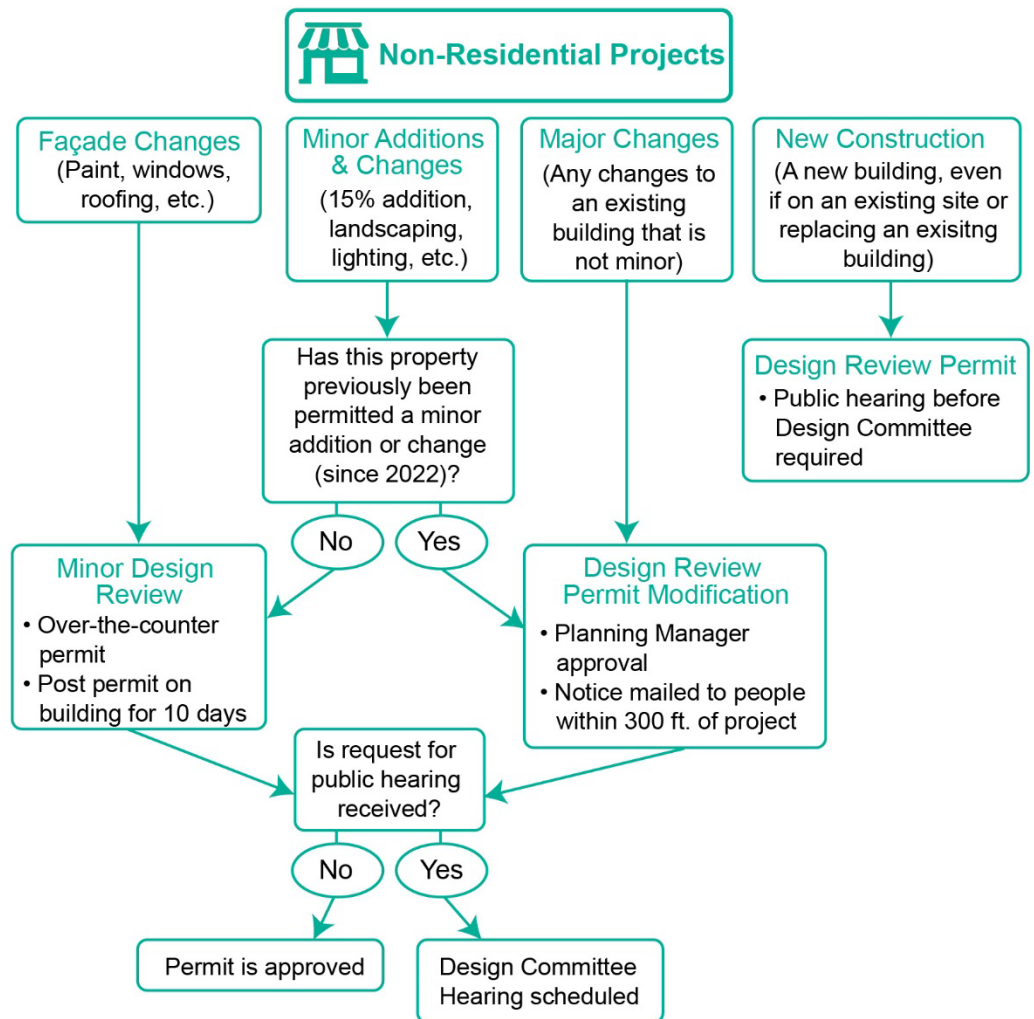 Non-Residential Projects
Façade Changes
(Paint, windows,
roofing, etc.)
Minor Additions
& Changes
(15% addition,
landscaping,
lighting, etc.)
Major Changes
(Any changes to
an existing
building that is
not minor)
New Construction
(A new building, even
if on an existing site or
replacing an exisitng
building)
Has this property
previously been
permitted a minor
addition or change
(since 2022)?
Design Review Permit
• Public hearing before
Design Committee
required
No
Yes
Minor Design
Review
• Over-the-counter
permit
• Post permit on
building for 10 days
Design Review
Permit Modification
• Planning Manager
approval
• Notice mailed to people
within 300 ft. of project
Is request for
public hearing
received?
No
Yes
Permit is approved
Design Committee
Hearing scheduled